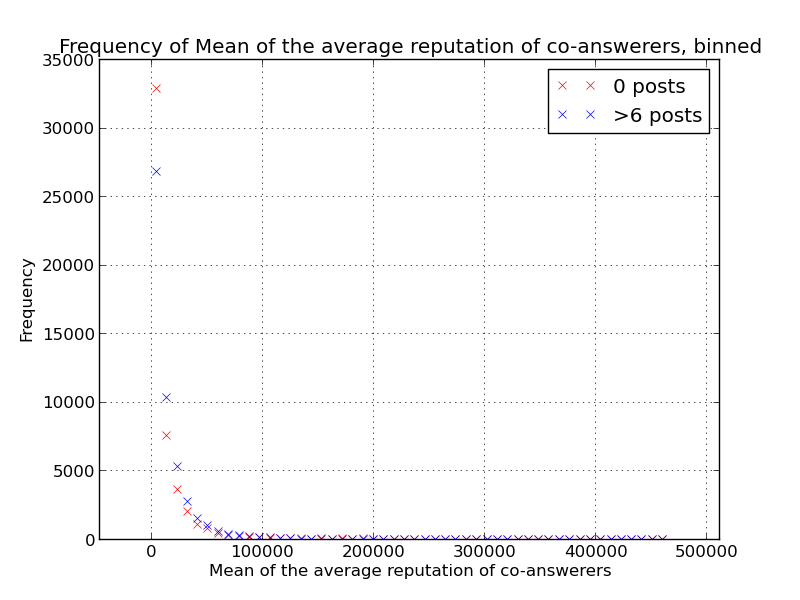 Frequency of Mean of the average reputation of co-answerers, binned
35000
30000
25000
20000
15000
10000
5000
0
Frequency
0 posts
>6 posts
0 100000 200000 300000 400000 500000
Mean of the average reputation of co-answerers